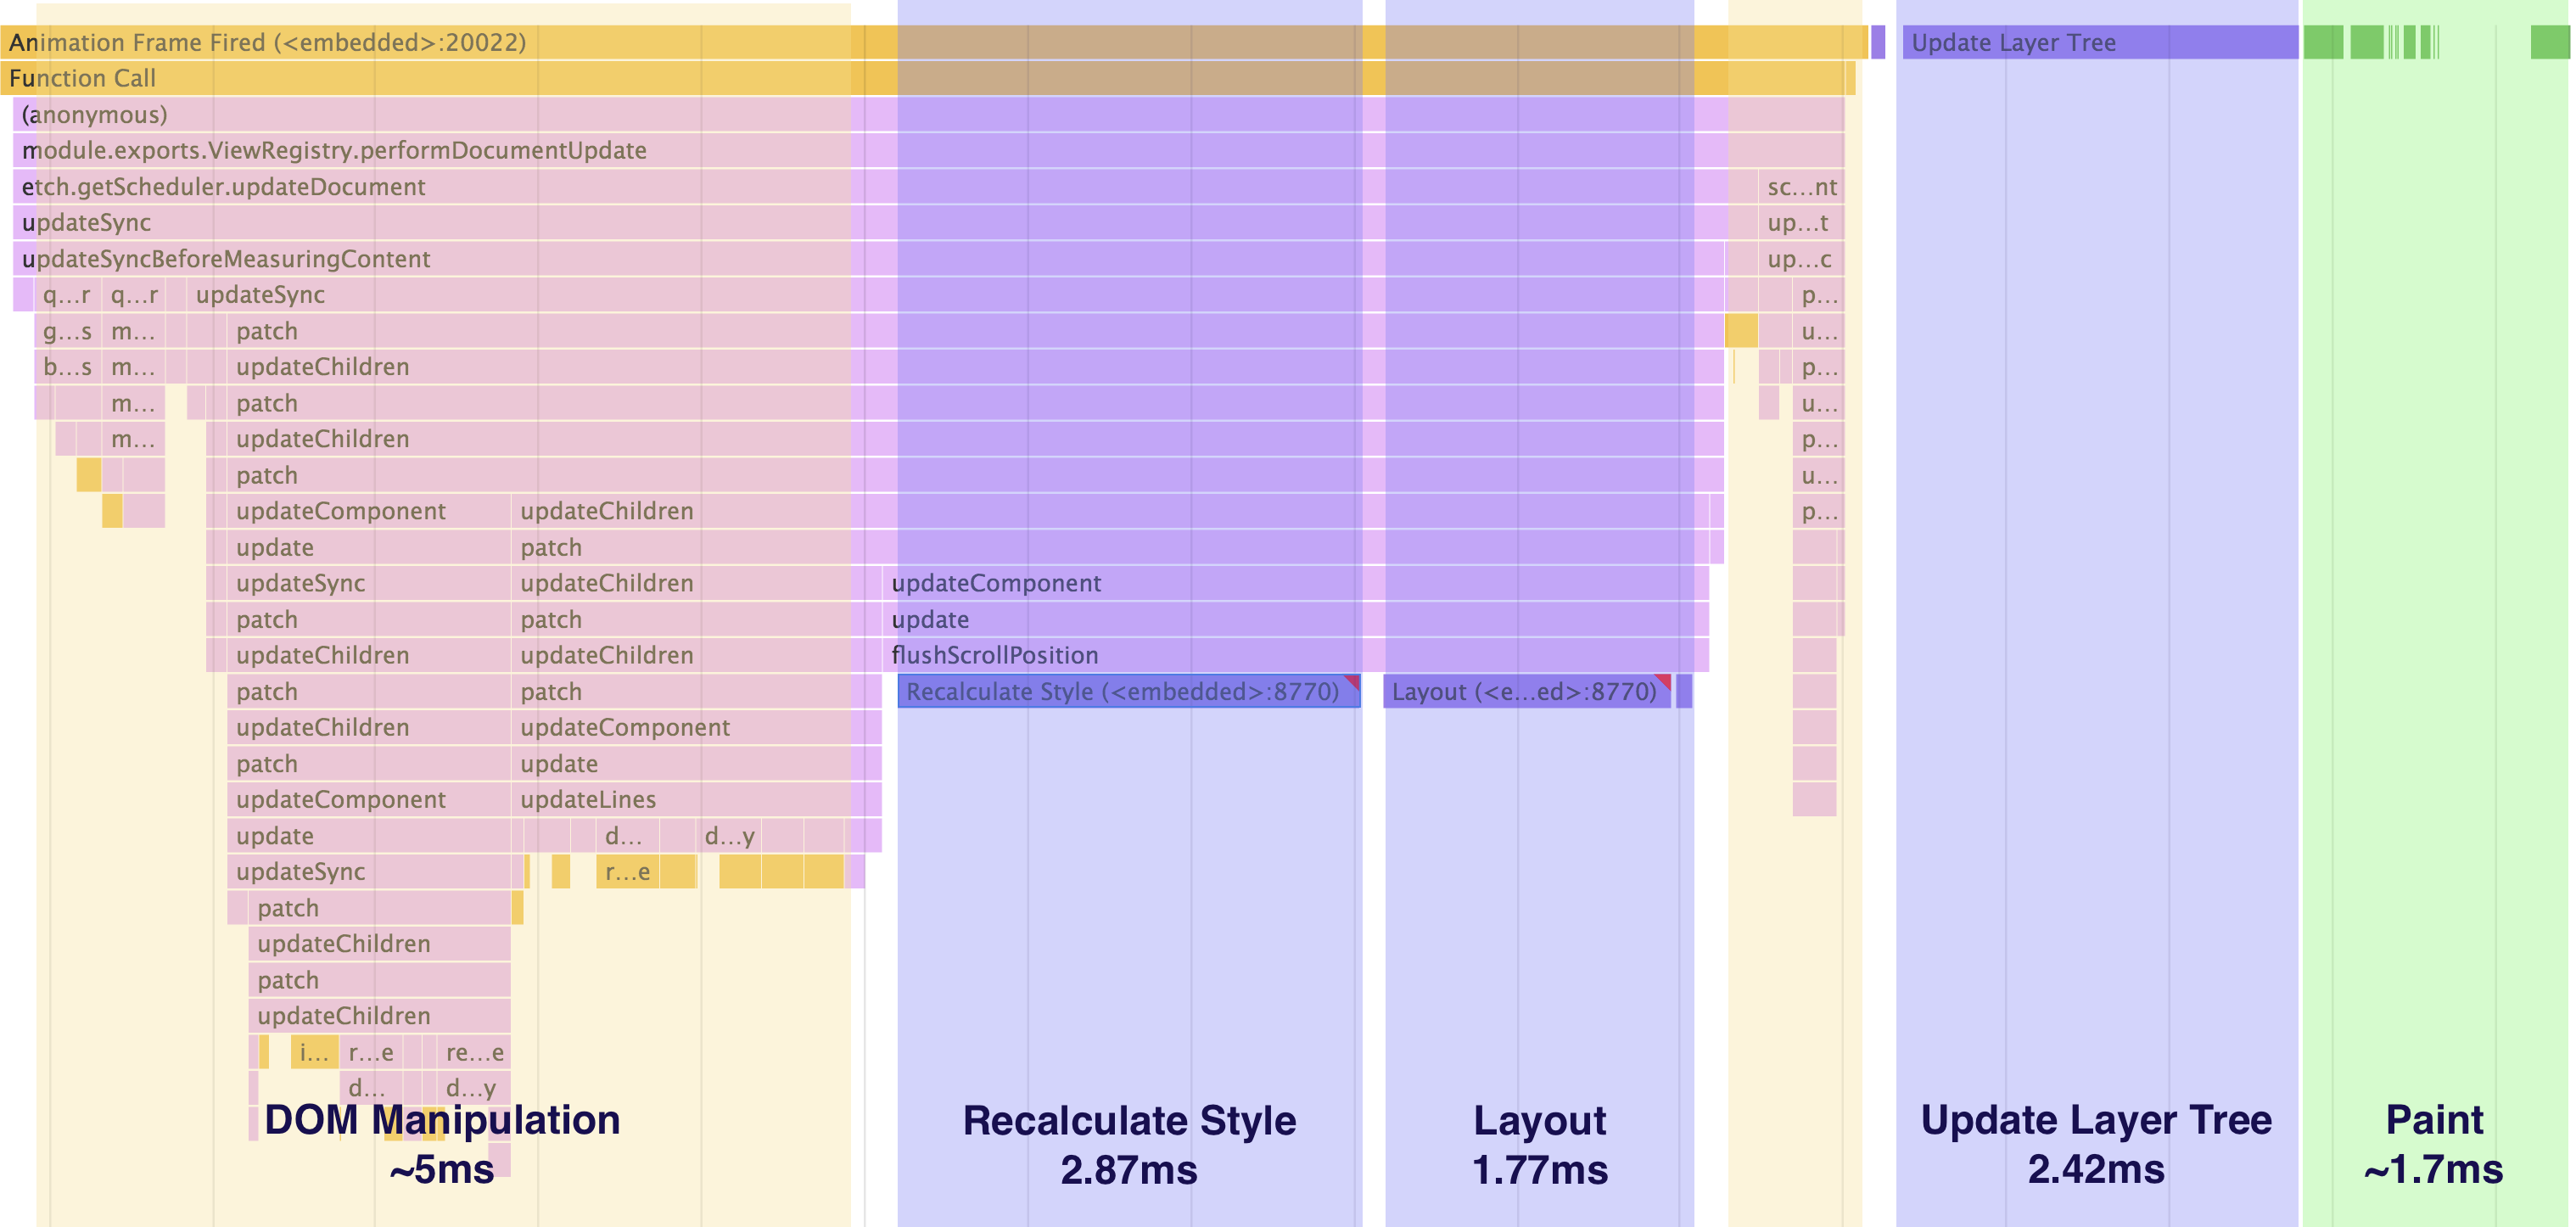 Animation Frame Fired (<embedded>:20022)
Update Layer Tree
Function Call
(anonymous)
module.exports.ViewRegistry.performDocumentUpdate
etch.getScheduler.updateDocument
sc...nt
updateSync
up...t
updateSyncBeforeMeasuringContent
up...c
q...r q...r updateSync
p...
g...s m... patch
u...
b...s m... updateChildren
p...
m... patch
u...
m... updateChildren
p...
patch
u...
updateComponent updateChildren
p...
update patch
updateSync updateChildren updateComponent
patch patch update
updateChildren updateChildren flushScrollPosition
patch patch Recalculate Style (<embedded>:8770) Layout (<e...ed>:8770)
updateChildren updateComponent
patch update
updateComponent updateLines
update d... d...y
updateSync r...e
patch
updateChildren
patch
updateChildren
i... r...e re...e
d... d...y
DOM Manipulation
~5ms
Recalculate Style
2.87ms
Layout
1.77ms
Update Layer Tree
2.42ms
Paint
~1.7ms